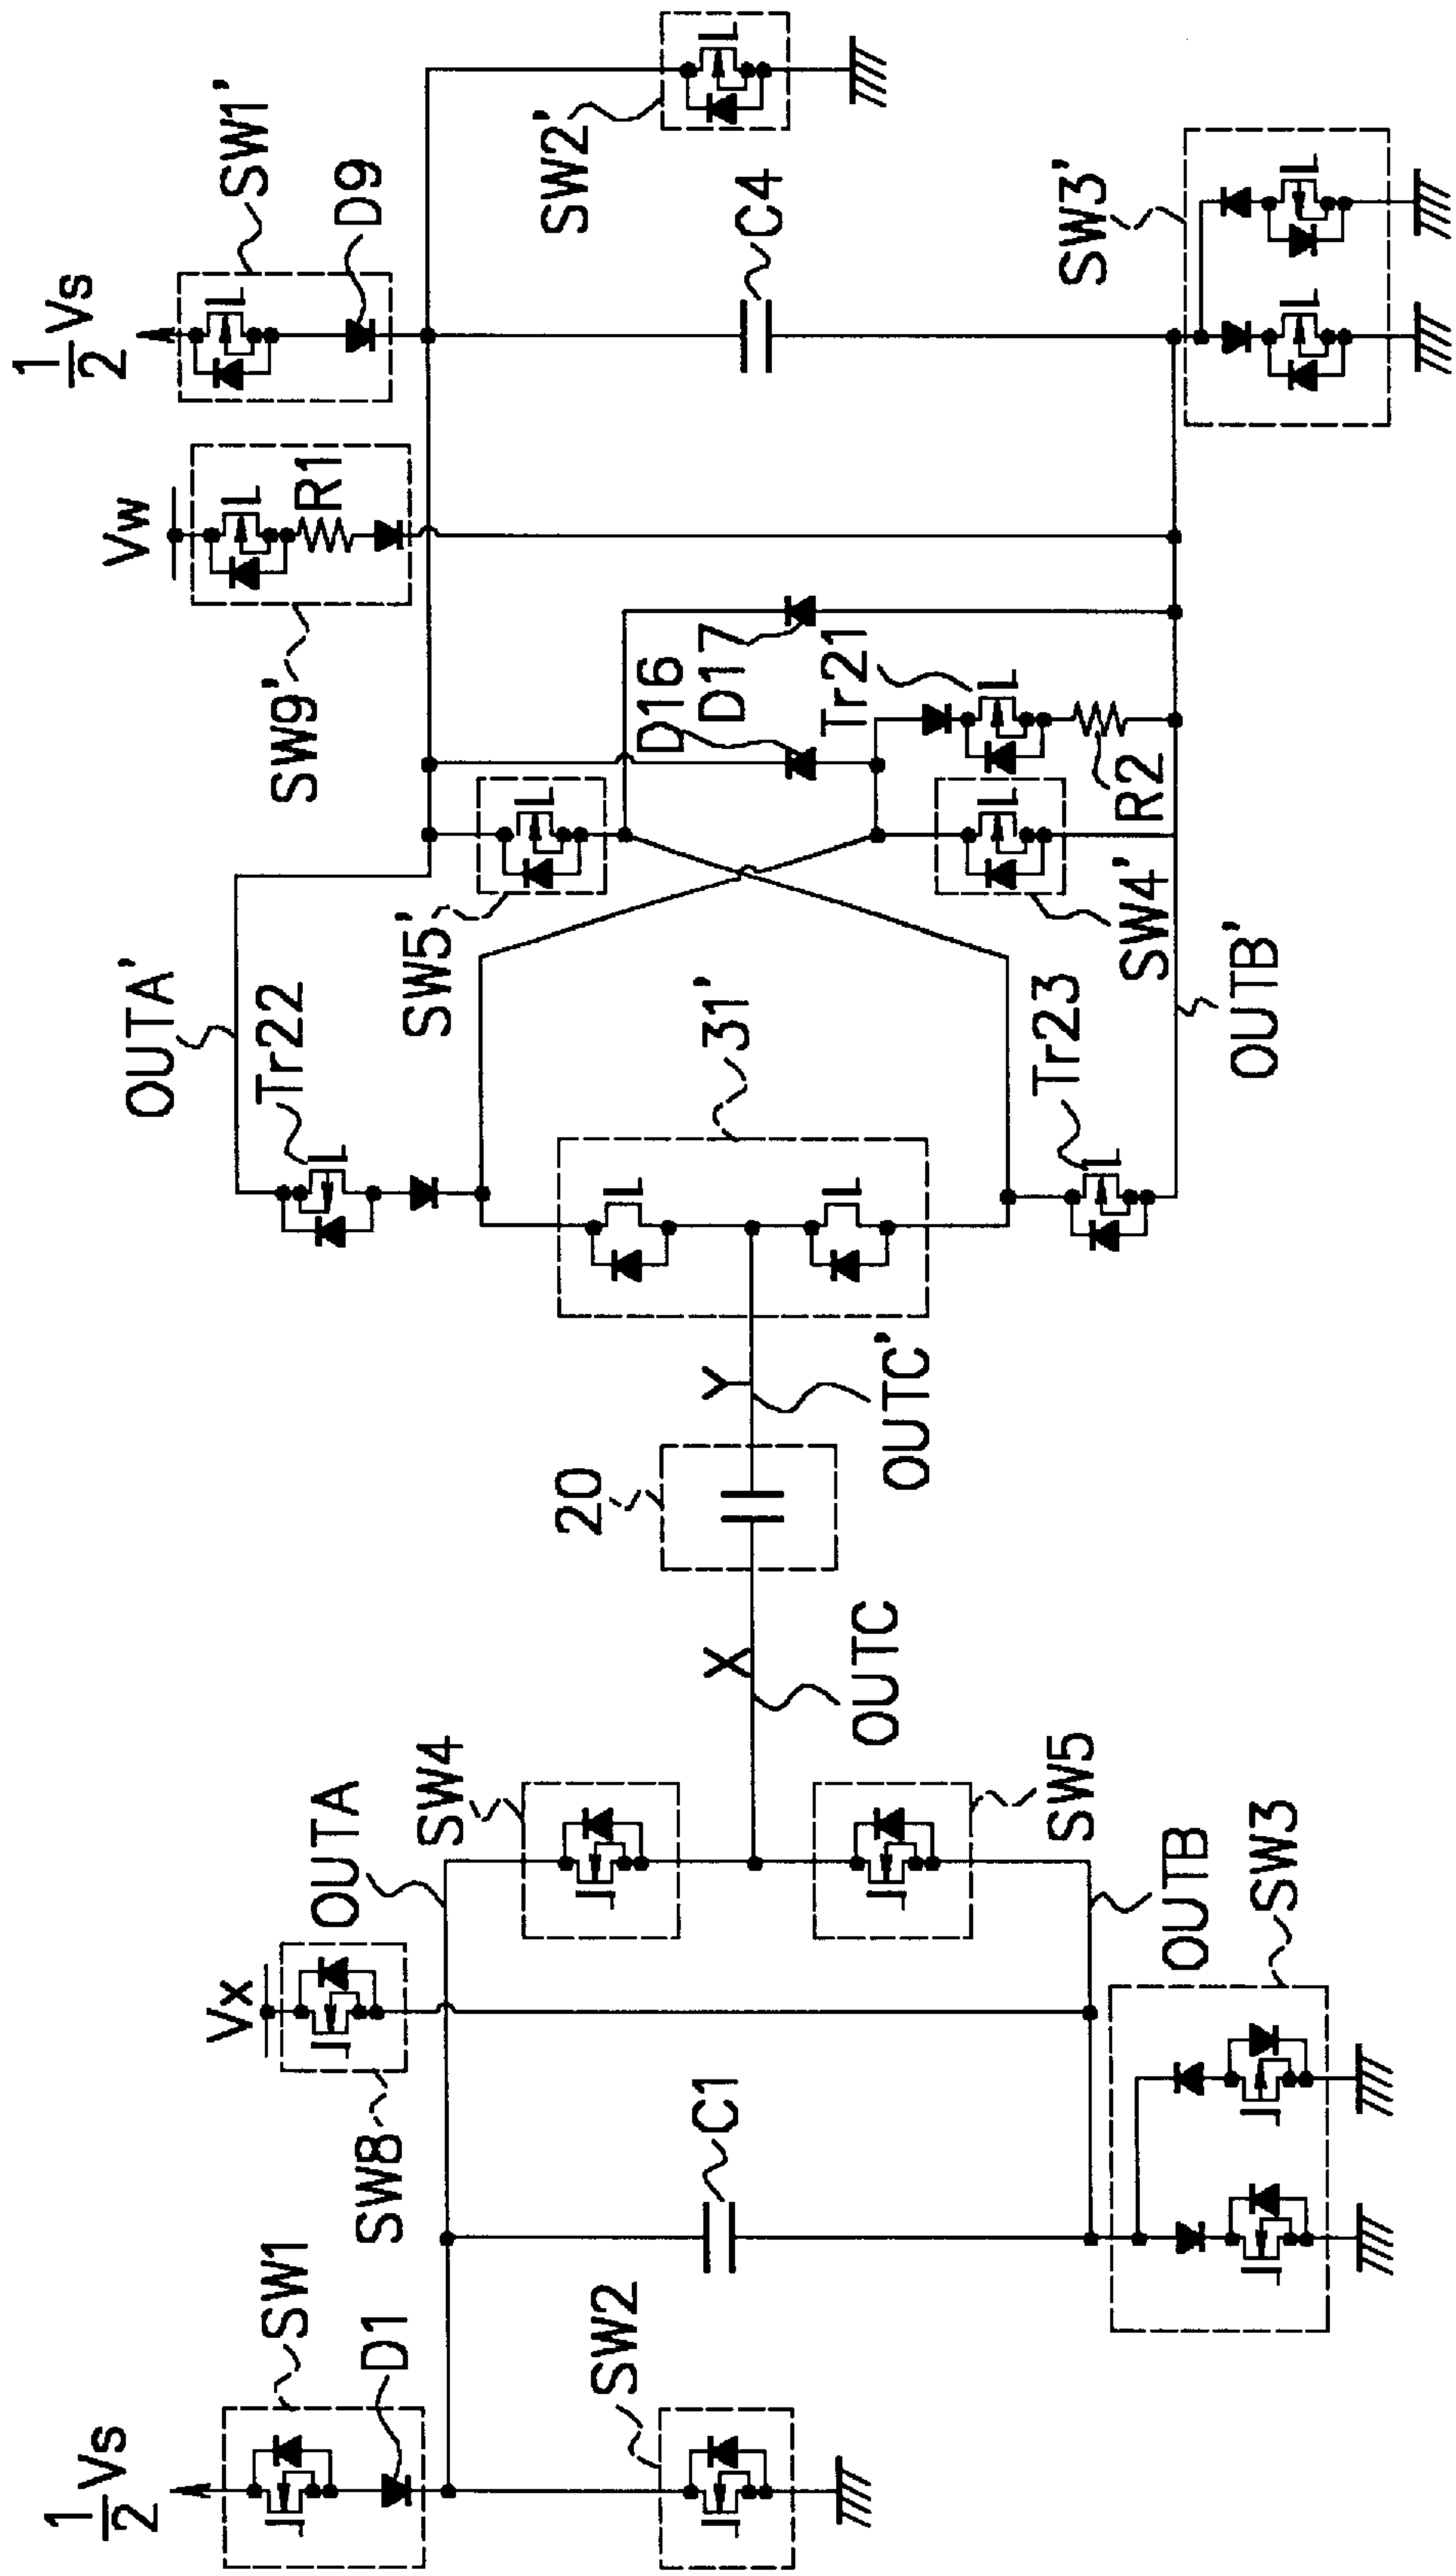 1/2 Vs
SW1
D1
SW2
C1
Vx
SW8
OUTA
SW4
SW5
OUTB
SW3
X
OUTC
20
Y
OUTC'
31'
OUTA'
Tr22
Tr23
OUTB'
SW5'
SW4'
D16
D17
Tr21
R2
Vw
SW9'
R1
1/2 Vs
SW1'
D9
C4
SW2'
SW3'